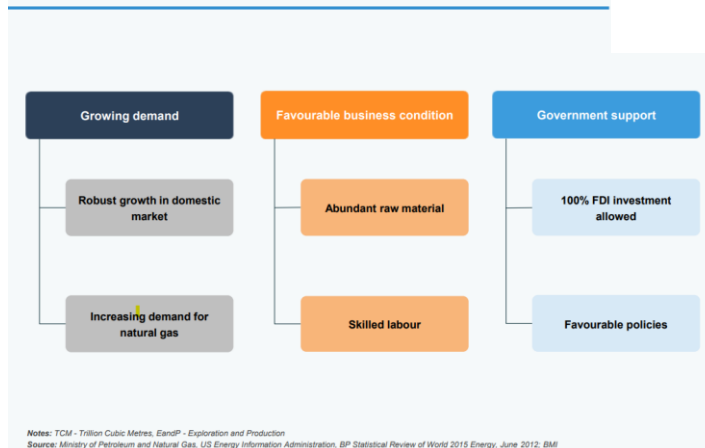 Growing demand
Favourable business condition
Government support
Robust growth in domestic
market
Abundant raw material
100% FDI investment
allowed
Increasing demand for
natural gas
Skilled labour
Favourable policies
Notes: TCM - Trillion Cubic Metres, EandP - Exploration and Production
Source: Ministry of Petroleum and Natural Gas, US Energy Information Administration, BP Statistical Review of World 2015 Energy, June 2012; BMI